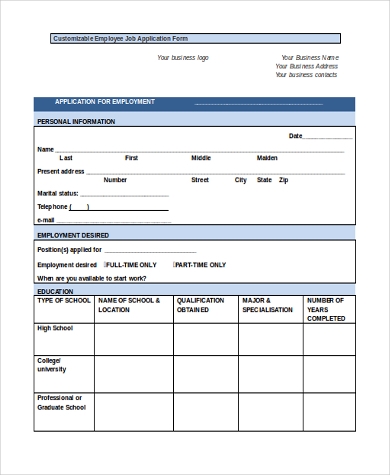 Customizable Employee Job Application Form
Your business logo
Your Business Name
Your Business Address
Your business contacts
APPLICATION FOR EMPLOYMENT
PERSONAL INFORMATION
Date
Name
Last First Middle Maiden
Present address
Number Street City State Zip
Marital status:
Telephone ( )
e-mail
EMPLOYMENT DESIRED
Position(s) applied for
Employment desired FULL-TIME ONLY PART-TIME ONLY
When are you available to start work?
EDUCATION
TYPE OF SCHOOL
NAME OF SCHOOL &
LOCATION
QUALIFICATION
OBTAINED
MAJOR &
SPECIALISATION
NUMBER OF
YEARS
COMPLETED
High School
College/
university
Professional or
Graduate School